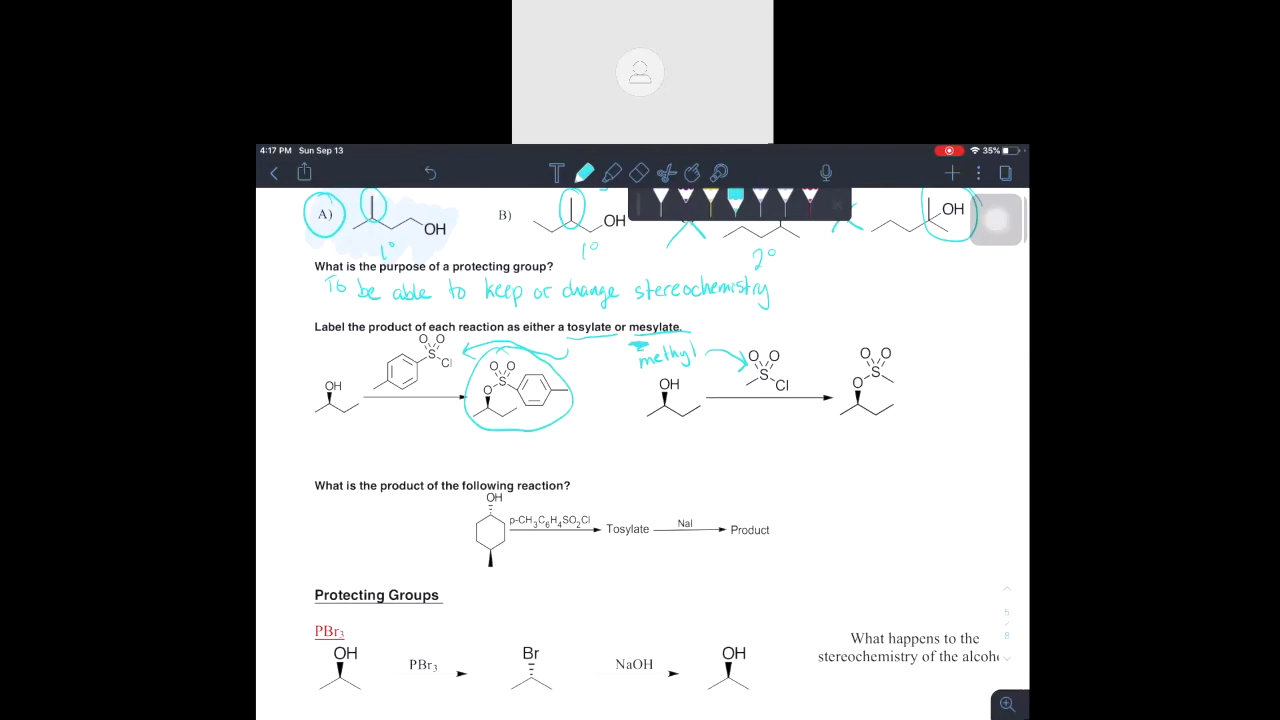 4:17 PM Sun Sep 13
35%
T
A)
OH
B)
OH
OH
1°
1°
2°
What is the purpose of a protecting group?
To be able to keep or change stereochemistry
Label the product of each reaction as either a tosylate or mesylate.
methyl
O O
S
Cl
OH
O O
S
O
O O
S
Cl
OH
O O
S
O
What is the product of the following reaction?
OH
p-CH3C6H4SO2Cl
Tosylate
NaI
Product
Protecting Groups
5
/
8
PBr3
What happens to the
stereochemistry of the alcoho
OH
PBr3
Br
NaOH
OH